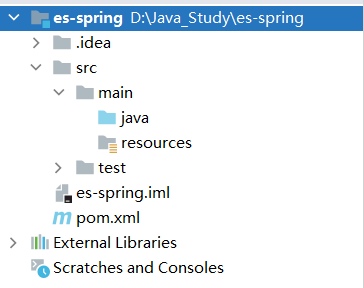 es-spring D:\Java_Study\es-spring
.idea
src
main
java
resources
test
es-spring.iml
pom.xml
External Libraries
Scratches and Consoles